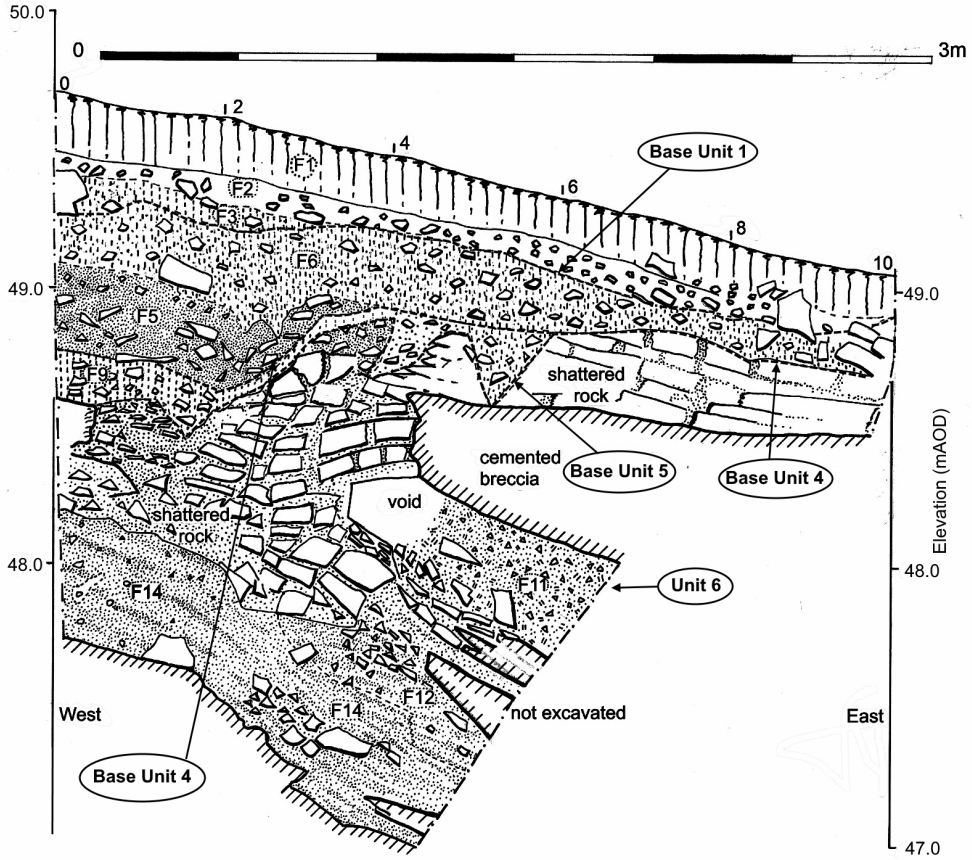 50.0
0
3m
0
2
4
6
8
10
Base Unit 1
F1
F2
F3
F6
49.0
49.0
F5
F9
shattered
rock
cemented
breccia
Base Unit 5
Base Unit 4
void
shattered
rock
Elevation (mAOD)
48.0
48.0
F14
F11
Unit 6
F12
F14
not excavated
West
East
Base Unit 4
47.0